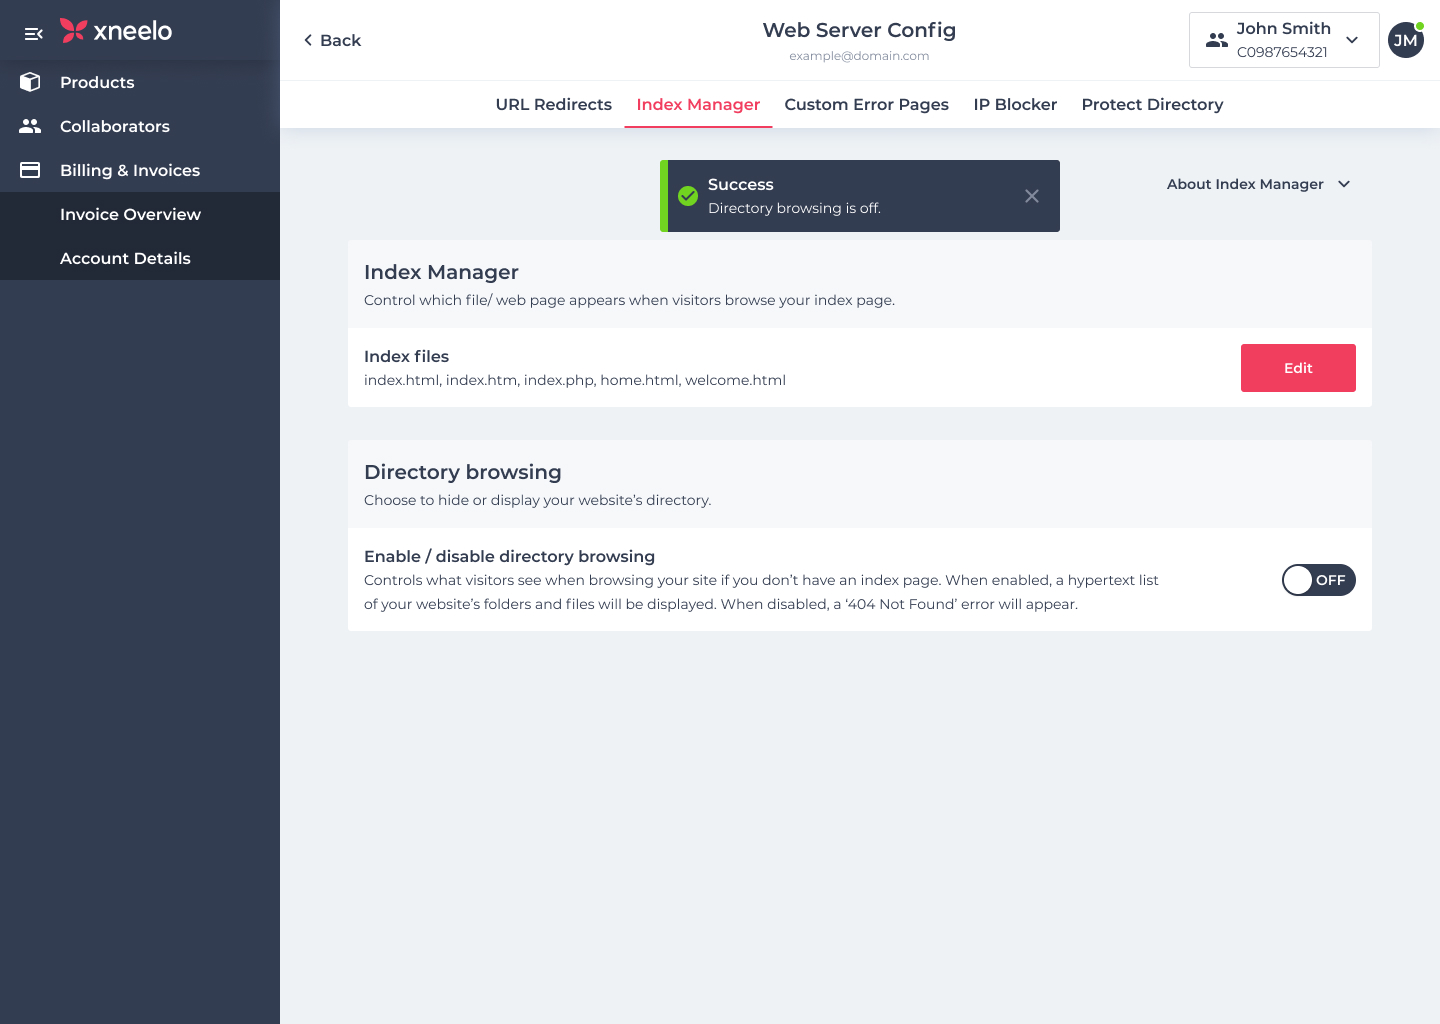 xneelo
Products
Collaborators
Billing & Invoices
Invoice Overview
Account Details
Back
Web Server Config
example@domain.com
John Smith
C0987654321
JM
URL Redirects
Index Manager
Custom Error Pages
IP Blocker
Protect Directory
Success
Directory browsing is off.
About Index Manager
Index Manager
Control which file/ web page appears when visitors browse your index page.
Index files
index.html, index.htm, index.php, home.html, welcome.html
Edit
Directory browsing
Choose to hide or display your website’s directory.
Enable / disable directory browsing
Controls what visitors see when browsing your site if you don’t have an index page. When enabled, a hypertext list
of your website’s folders and files will be displayed. When disabled, a ‘404 Not Found’ error will appear.
OFF